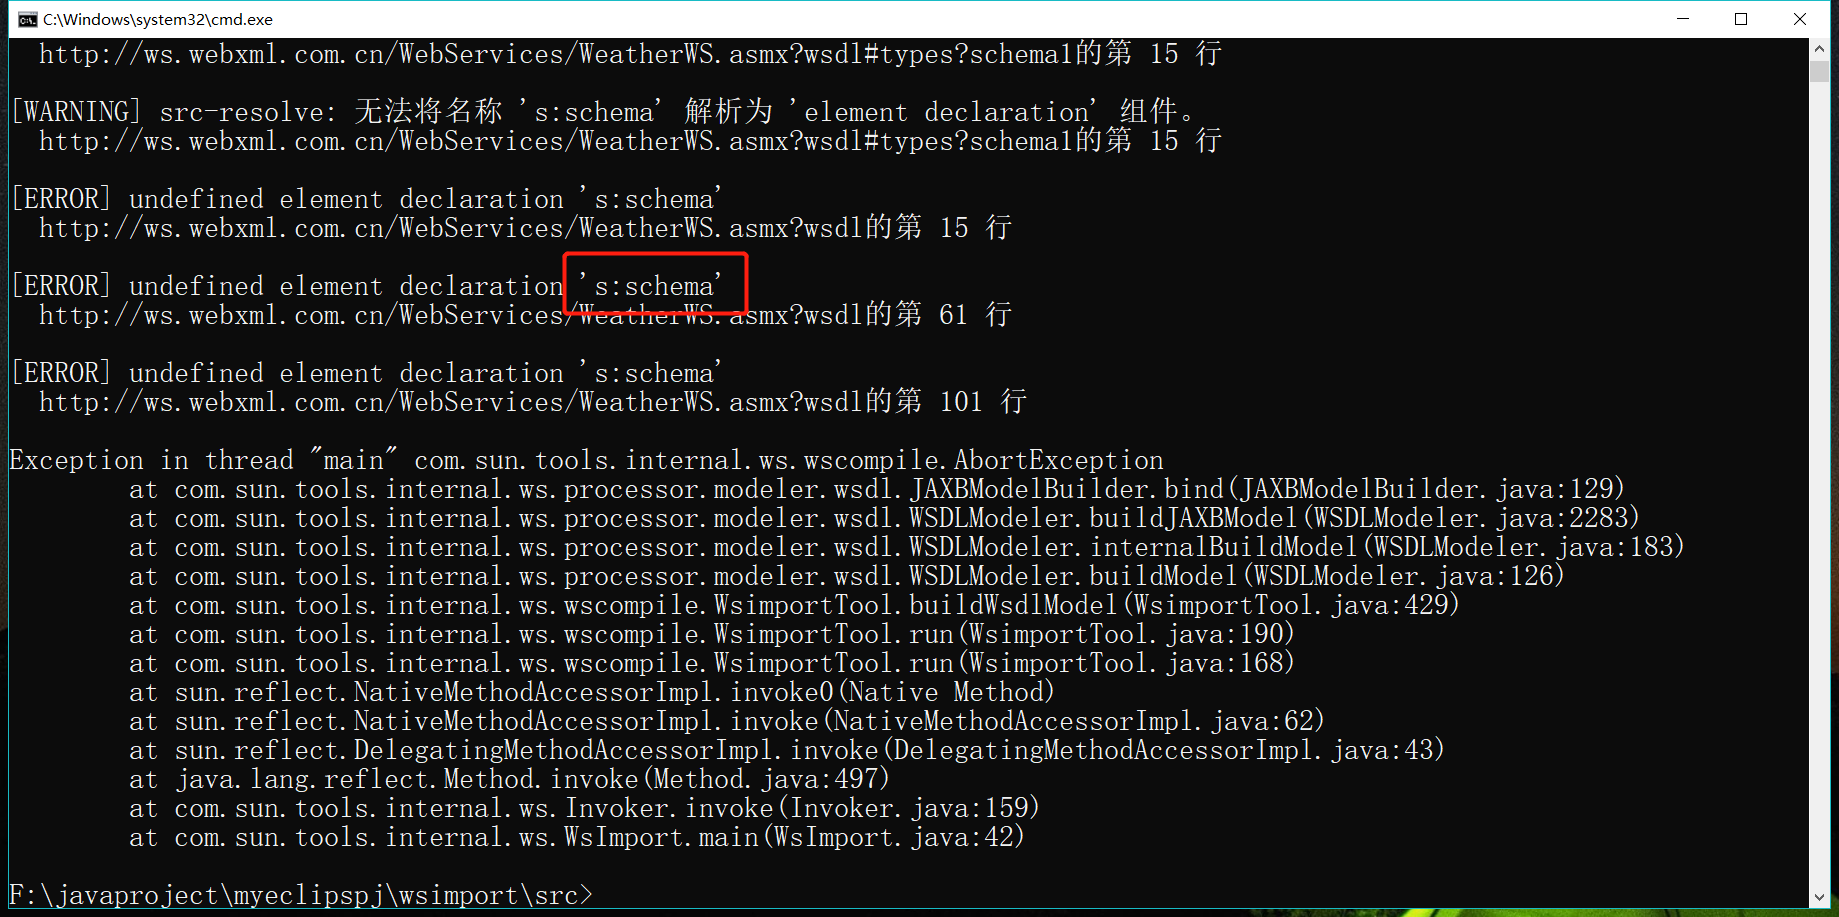 C:\Windows\system32\cmd.exe
http://ws.webxml.com.cn/WebServices/WeatherWS.asmx?wsdl#types?schema1的第 15 行
[WARNING] src-resolve: 无法将名称 's:schema' 解析为 'element declaration' 组件。
http://ws.webxml.com.cn/WebServices/WeatherWS.asmx?wsdl#types?schema1的第 15 行
[ERROR] undefined element declaration 's:schema'
http://ws.webxml.com.cn/WebServices/WeatherWS.asmx?wsdl的第 15 行
[ERROR] undefined element declaration 's:schema'
http://ws.webxml.com.cn/WebServices/WeatherWS.asmx?wsdl的第 61 行
[ERROR] undefined element declaration 's:schema'
http://ws.webxml.com.cn/WebServices/WeatherWS.asmx?wsdl的第 101 行
Exception in thread "main" com.sun.tools.internal.ws.wscompile.AbortException
at com.sun.tools.internal.ws.processor.modeler.wsdl.JAXBModelBuilder.bind(JAXBModelBuilder.java:129)
at com.sun.tools.internal.ws.processor.modeler.wsdl.WSDLModeler.buildJAXBModel(WSDLModeler.java:2283)
at com.sun.tools.internal.ws.processor.modeler.wsdl.WSDLModeler.internalBuildModel(WSDLModeler.java:183)
at com.sun.tools.internal.ws.processor.modeler.wsdl.WSDLModeler.buildModel(WSDLModeler.java:126)
at com.sun.tools.internal.ws.wscompile.WsimportTool.buildWsdlModel(WsimportTool.java:429)
at com.sun.tools.internal.ws.wscompile.WsimportTool.run(WsimportTool.java:190)
at com.sun.tools.internal.ws.wscompile.WsimportTool.run(WsimportTool.java:168)
at sun.reflect.NativeMethodAccessorImpl.invoke0(Native Method)
at sun.reflect.NativeMethodAccessorImpl.invoke(NativeMethodAccessorImpl.java:62)
at sun.reflect.DelegatingMethodAccessorImpl.invoke(DelegatingMethodAccessorImpl.java:43)
at java.lang.reflect.Method.invoke(Method.java:497)
at com.sun.tools.internal.ws.Invoker.invoke(Invoker.java:159)
at com.sun.tools.internal.ws.WsImport.main(WsImport.java:42)
F:\javaproject\myeclipspj\wsimport\src>